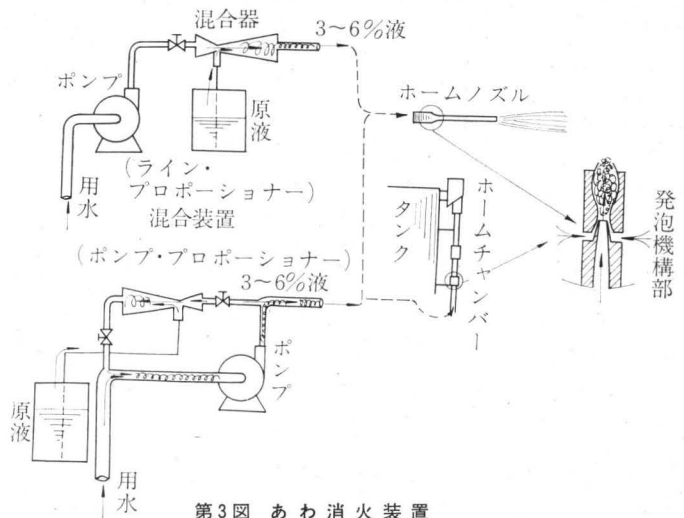 混合器
3〜6%液
ポンプ
原液
用水
(ライン・
プロポーショナー)
混合装置
(ポンプ・プロポーショナー)
3〜6%液
ポンプ
原液
用水
ホームノズル
タンク
ホームチャンバー
発泡機構部
第3図 あわ消火装置